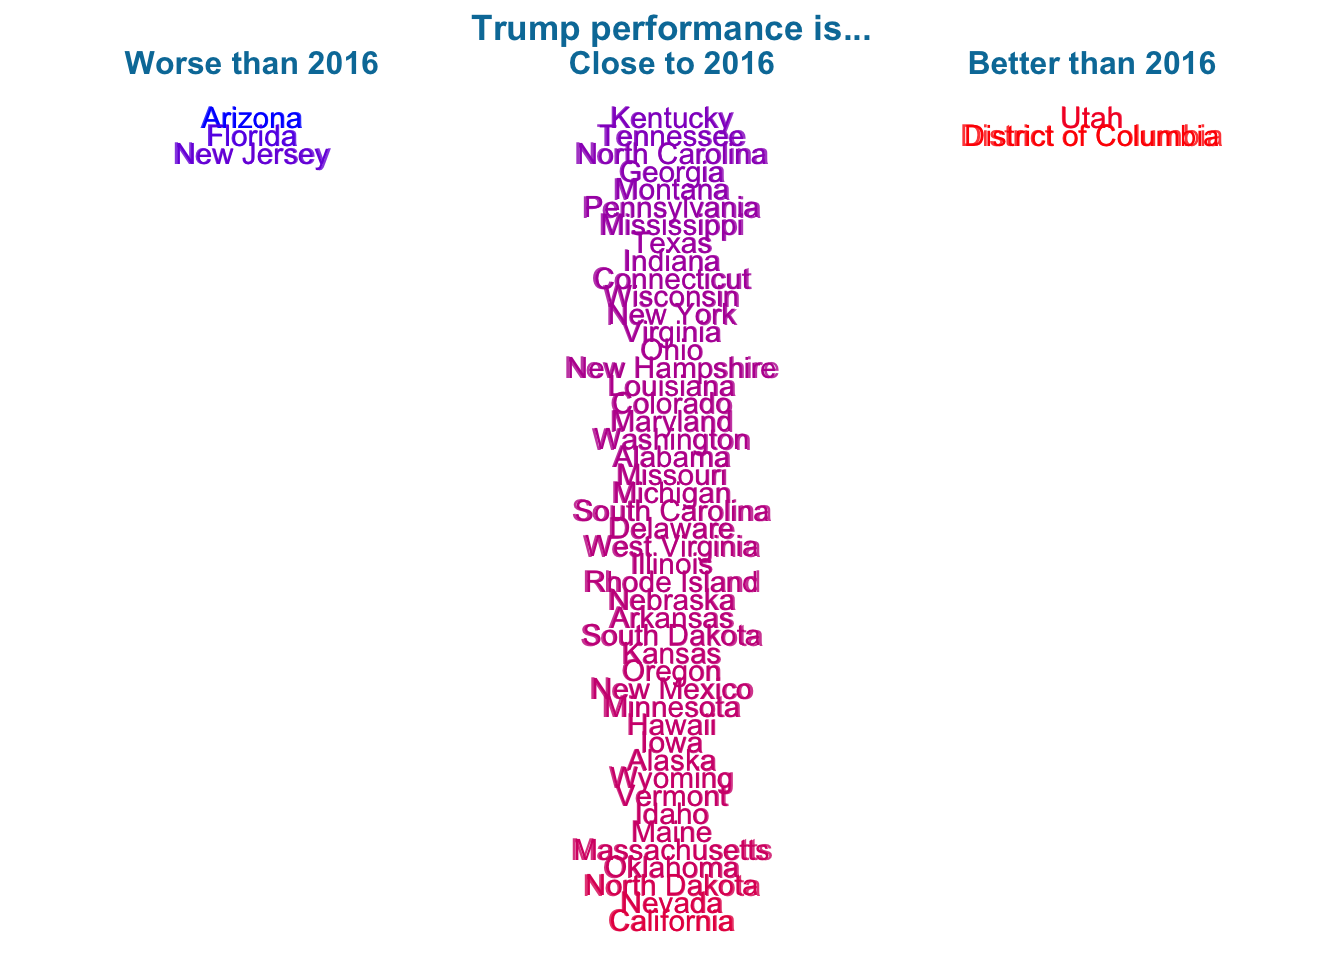 Trump performance is...
Worse than 2016
Close to 2016
Better than 2016
Arizona
Florida
New Jersey
Kentucky
Tennessee
North Carolina
Georgia
Montana
Pennsylvania
Mississippi
Texas
Indiana
Connecticut
Wisconsin
New York
Virginia
Ohio
New Hampshire
Louisiana
Colorado
Maryland
Washington
Alabama
Missouri
Michigan
South Carolina
Delaware
West Virginia
Illinois
Rhode Island
Nebraska
Arkansas
South Dakota
Kansas
Oregon
New Mexico
Minnesota
Hawaii
Iowa
Alaska
Wyoming
Vermont
Idaho
Maine
Massachusetts
Oklahoma
North Dakota
Nevada
California
Utah
District of Columbia